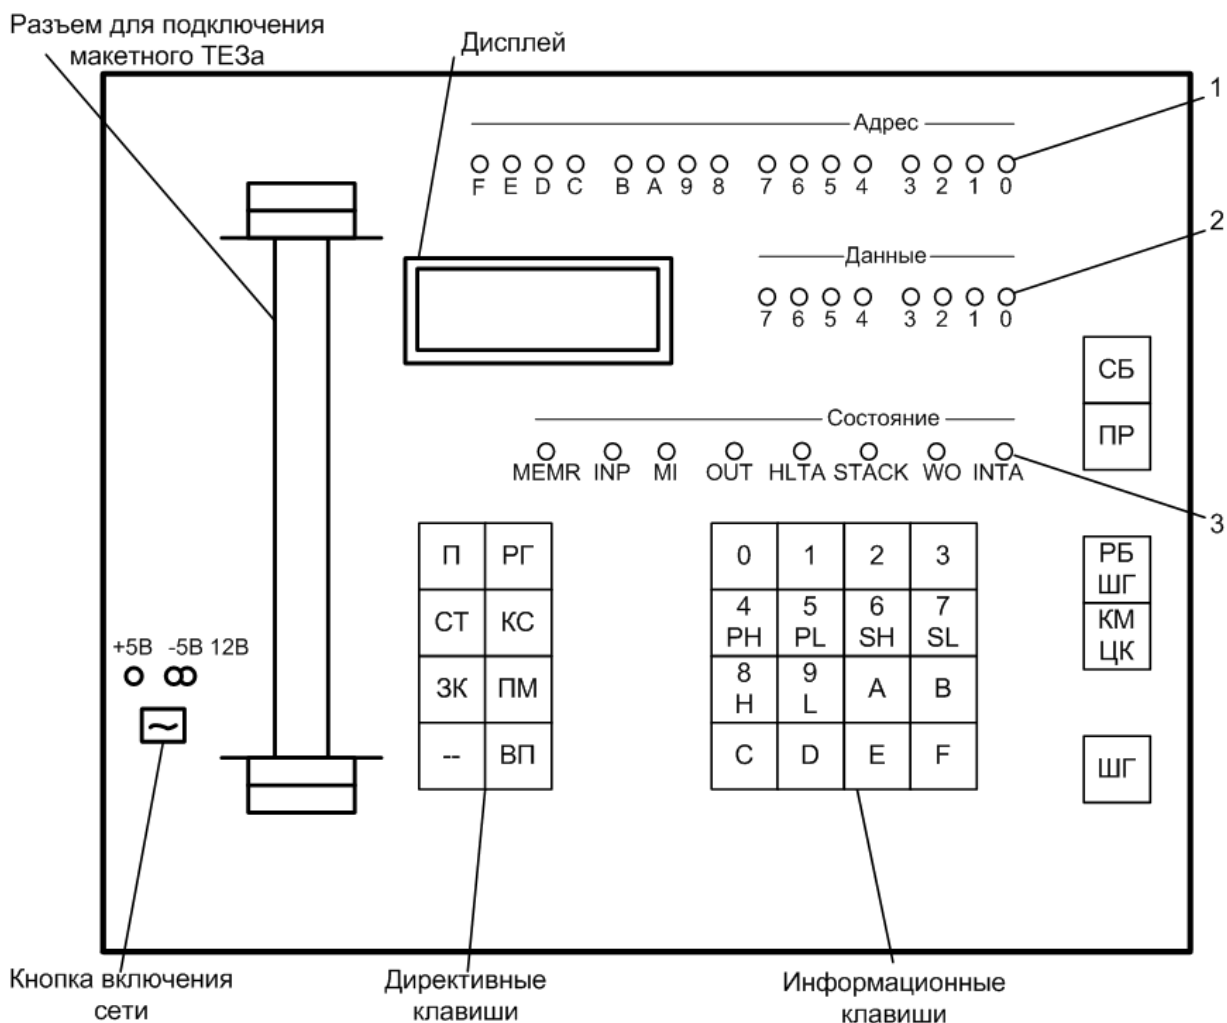 Разъем для подключения
макетного ТЕЗа
Дисплей
1
Адрес
F E D C B A 9 8 7 6 5 4 3 2 1 0
2
Данные
7 6 5 4 3 2 1 0
СБ
ПР
Состояние
MEMR INP MI OUT HLTA STACK WO INTA
3
П РГ
СТ КС
ЗК ПМ
-- ВП
0 1 2 3
4 5 6 7
PH PL SH SL
8 9 A B
H L
C D E F
РБ
ШГ
КМ
ЦК
ШГ
+5В -5В 12В
~
Кнопка включения
сети
Директивные
клавиши
Информационные
клавиши